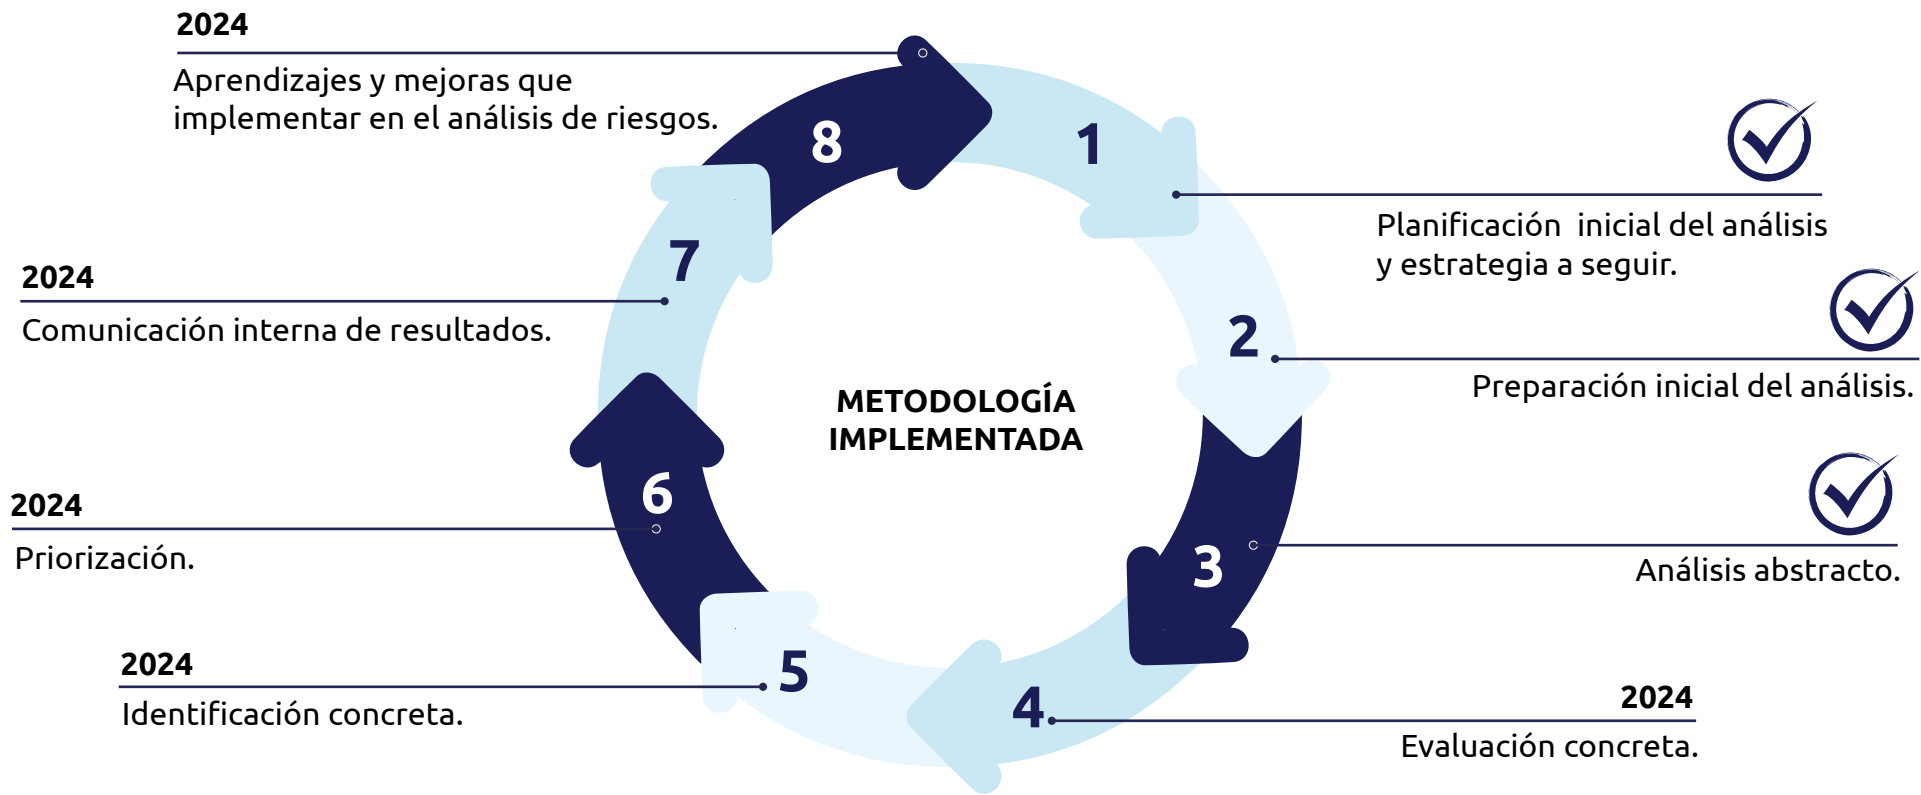 METODOLOGÍA
IMPLEMENTADA
1
Planificación inicial del análisis
y estrategia a seguir.
2
Preparación inicial del análisis.
3
Análisis abstracto.
4
2024
Evaluación concreta.
5
2024
Identificación concreta.
6
2024
Priorización.
7
2024
Comunicación interna de resultados.
8
2024
Aprendizajes y mejoras que
implementar en el análisis de riesgos.